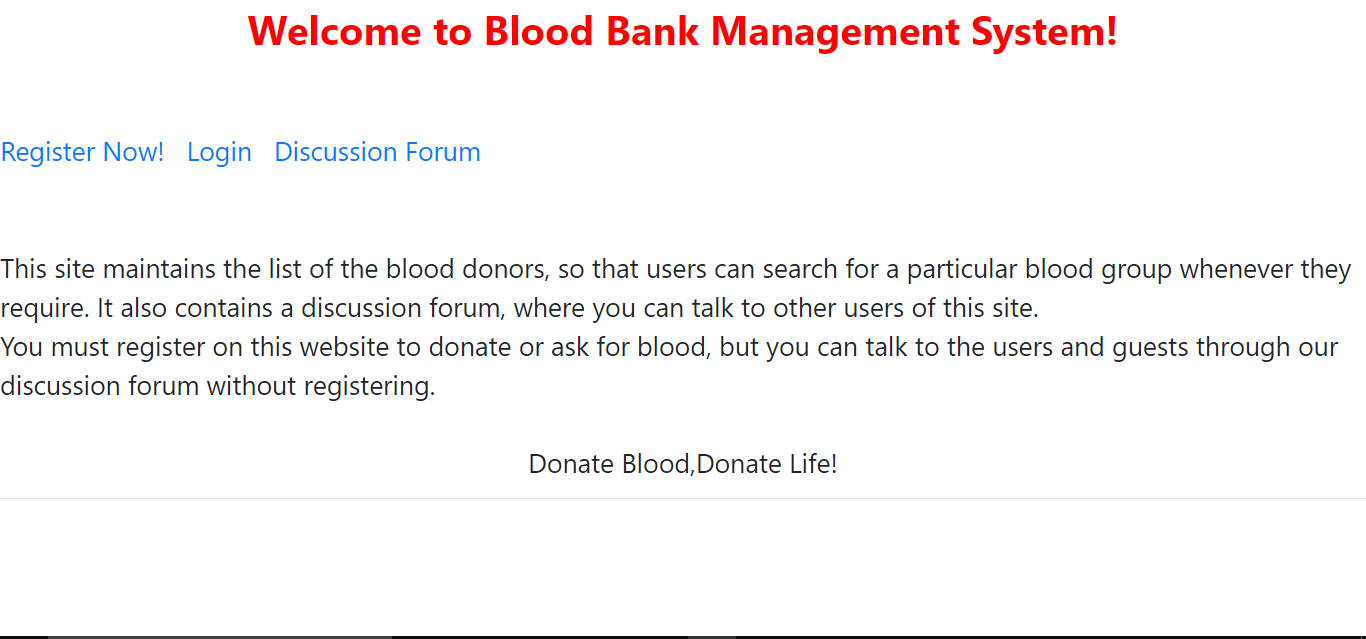 Welcome to Blood Bank Management System!
Register Now! Login Discussion Forum
This site maintains the list of the blood donors, so that users can search for a particular blood group whenever they
require. It also contains a discussion forum, where you can talk to other users of this site.
You must register on this website to donate or ask for blood, but you can talk to the users and guests through our
discussion forum without registering.
Donate Blood,Donate Life!